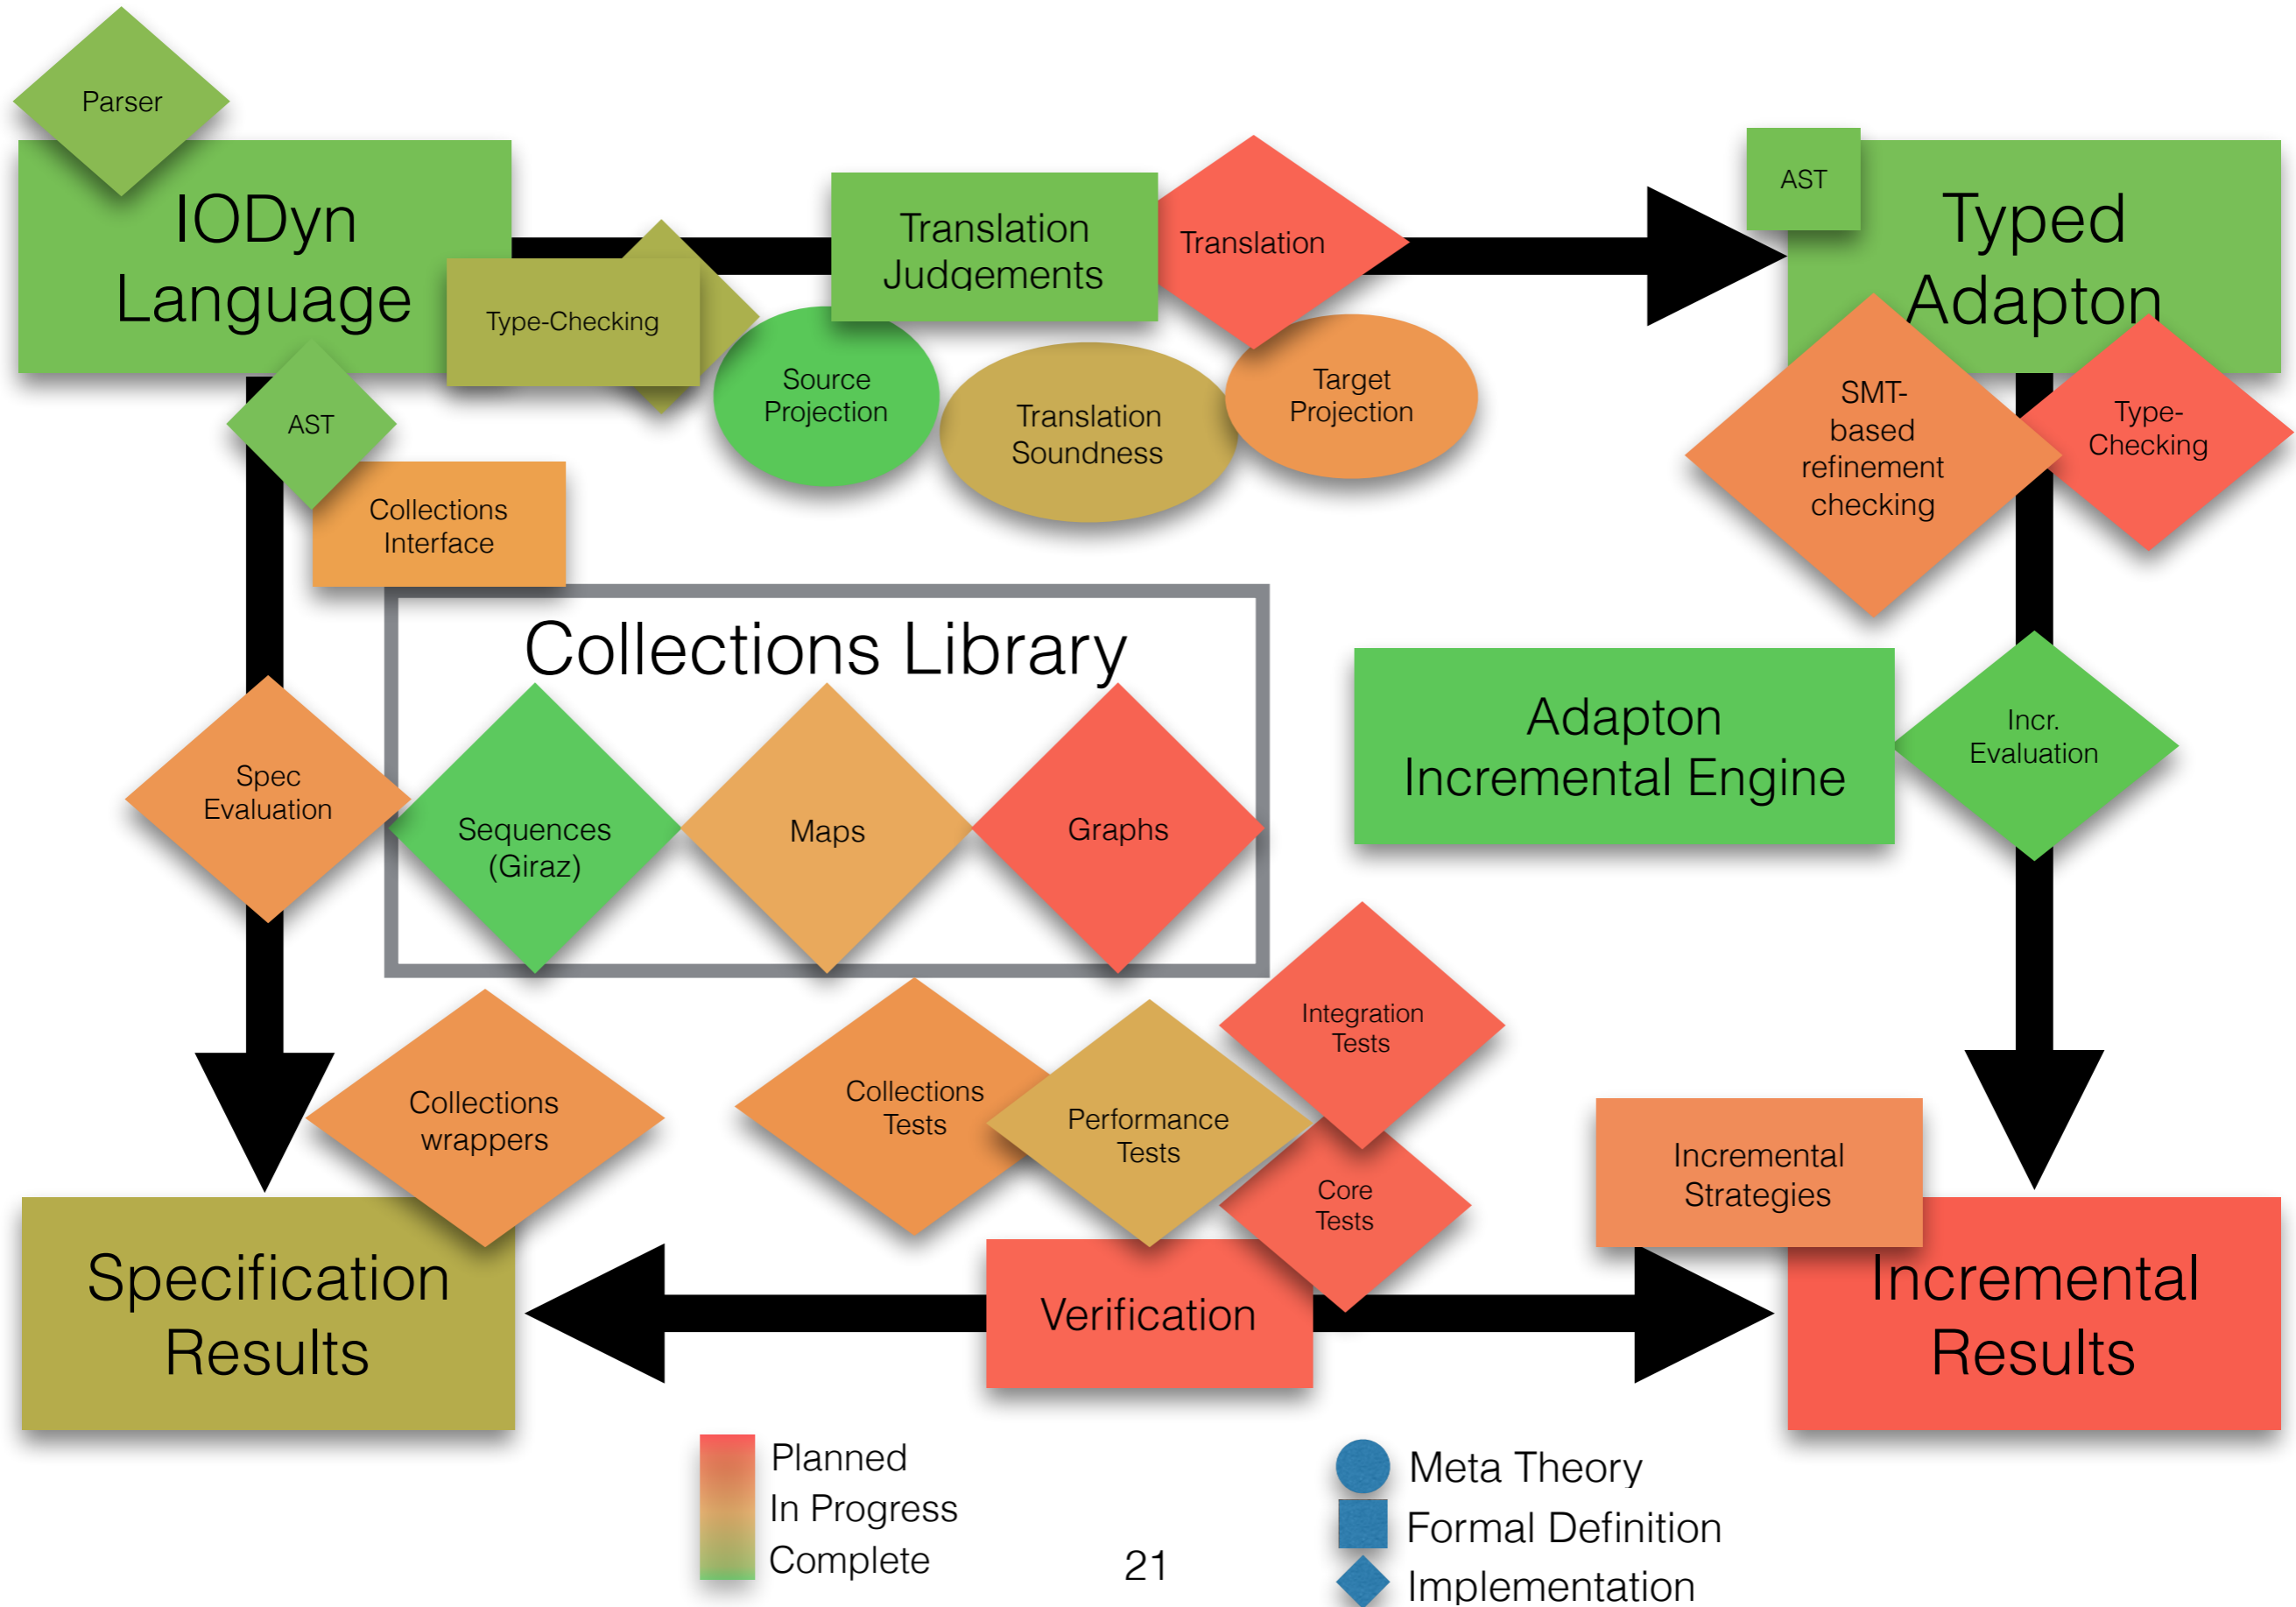 Parser
IODyn
Language
Type-Checking
AST
Collections
Interface
Translation
Judgements
Translation
Source
Projection
Translation
Soundness
Target
Projection
AST
Typed
Adapton
SMT-
based
refinement
checking
Type-
Checking
Collections Library
Spec
Evaluation
Sequences
(Giraz)
Maps
Graphs
Adapton
Incremental Engine
Incr.
Evaluation
Collections
wrappers
Collections
Tests
Performance
Tests
Integration
Tests
Core
Tests
Incremental
Strategies
Specification
Results
Verification
Incremental
Results
Planned
In Progress
Complete
21
Meta Theory
Formal Definition
Implementation